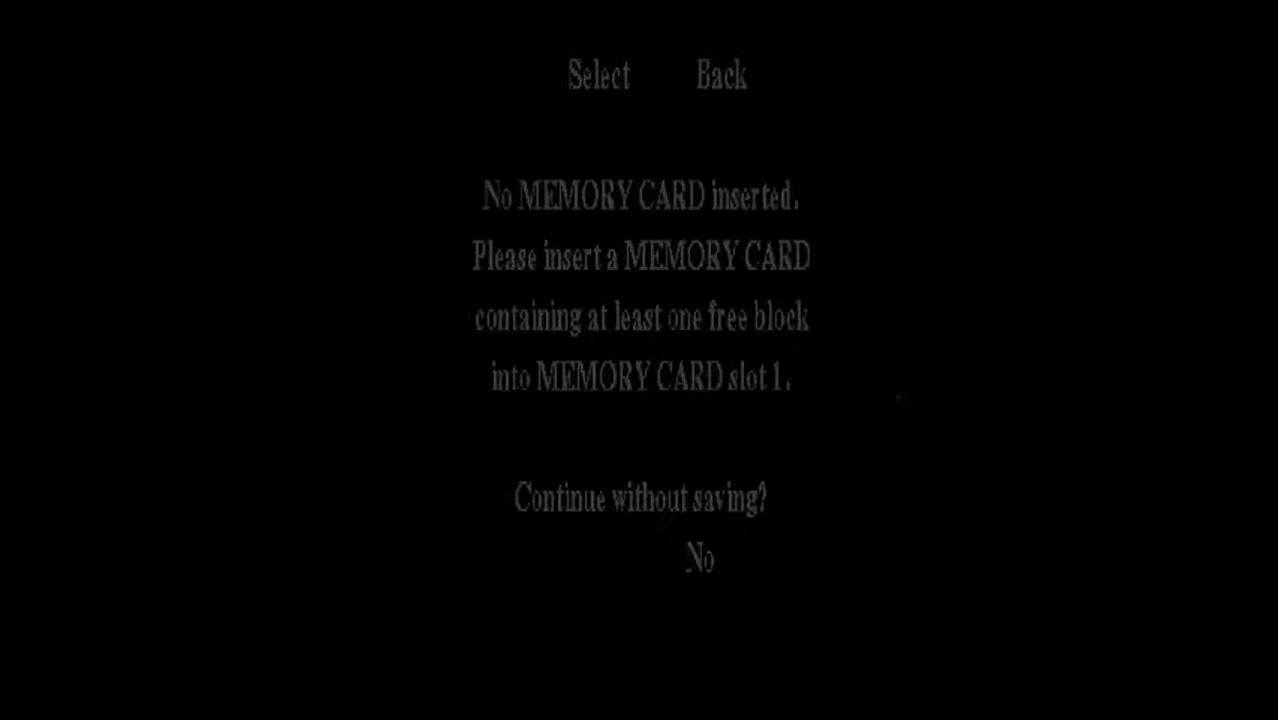 Select Back
No MEMORY CARD inserted.
Please insert a MEMORY CARD
containing at least one free block
into MEMORY CARD slot 1.
Continue without saving?
No